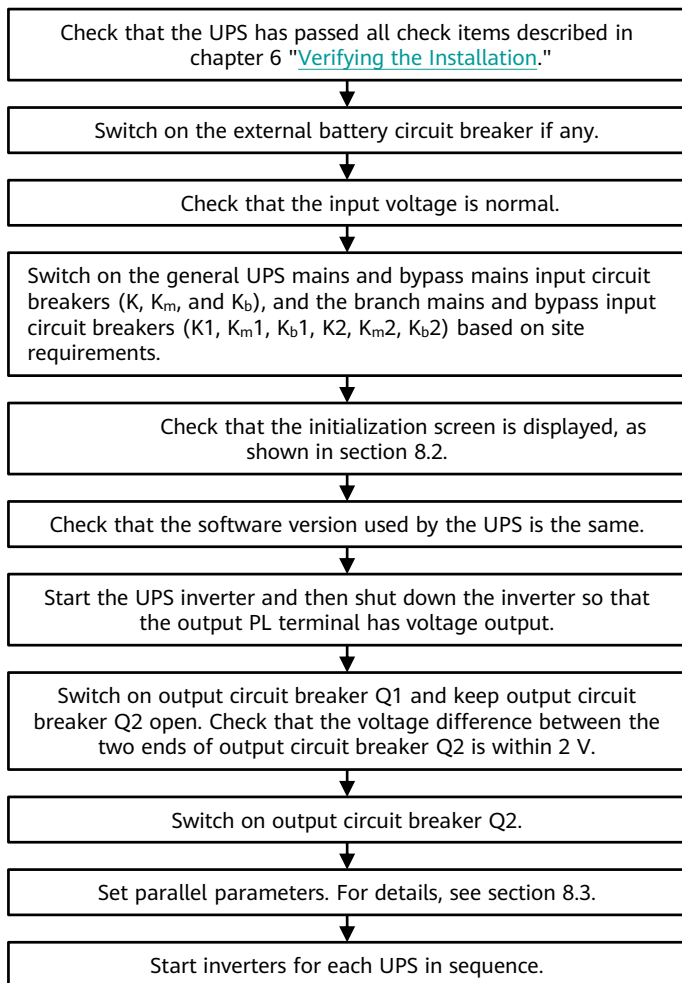 Check that the UPS has passed all check items described in
chapter 6 "Verifying the Installation."
Switch on the external battery circuit breaker if any.
Check that the input voltage is normal.
Switch on the general UPS mains and bypass mains input circuit
breakers (K, Km, and Kb), and the branch mains and bypass input
circuit breakers (K1, Km1, Kb1, K2, Km2, Kb2) based on site
requirements.
Check that the initialization screen is displayed, as
shown in section 8.2.
Check that the software version used by the UPS is the same.
Start the UPS inverter and then shut down the inverter so that
the output PL terminal has voltage output.
Switch on output circuit breaker Q1 and keep output circuit
breaker Q2 open. Check that the voltage difference between the
two ends of output circuit breaker Q2 is within 2 V.
Switch on output circuit breaker Q2.
Set parallel parameters. For details, see section 8.3.
Start inverters for each UPS in sequence.